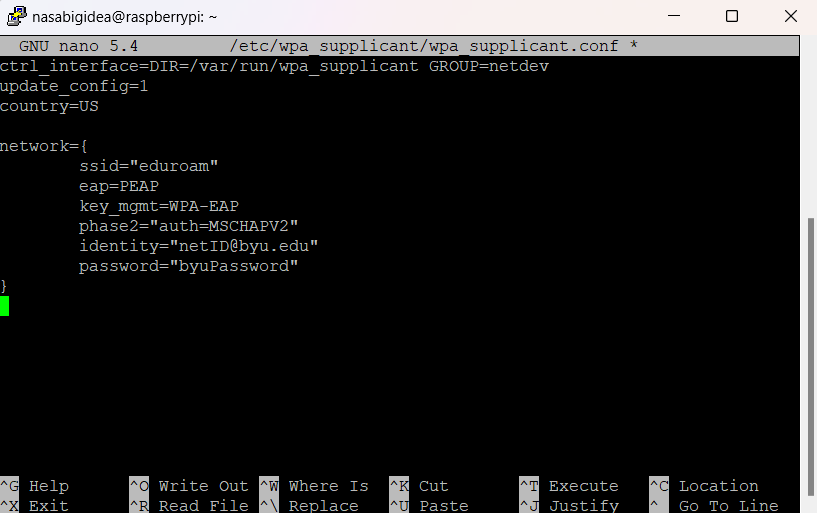 nasabigidea@raspberrypi: ~
GNU nano 5.4 /etc/wpa_supplicant/wpa_supplicant.conf *
ctrl_interface=DIR=/var/run/wpa_supplicant GROUP=netdev
update_config=1
country=US

network={
        ssid="eduroam"
        eap=PEAP
        key_mgmt=WPA-EAP
        phase2="auth=MSCHAPV2"
        identity="netID@byu.edu"
        password="byuPassword"
}
^G Help ^O Write Out ^W Where Is ^K Cut ^T Execute ^C Location
^X Exit ^R Read File ^\ Replace ^U Paste ^J Justify ^_ Go To Line